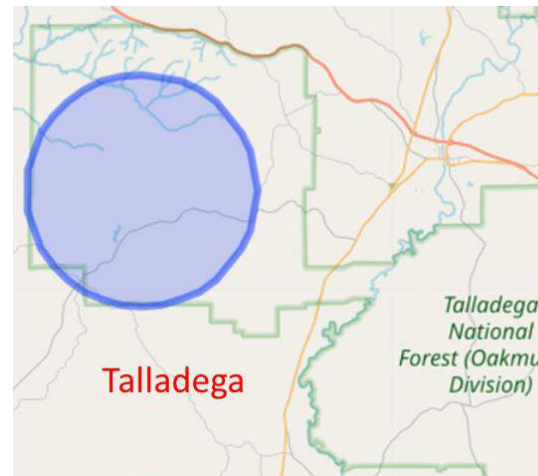 Talladega
National
Forest (Oakmu
Division)
Talladega